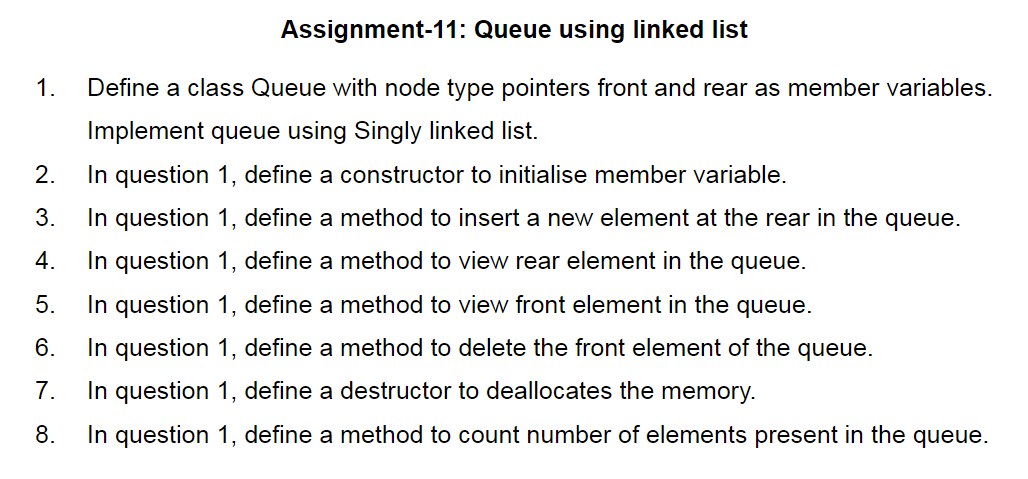 Assignment-11: Queue using linked list
1. Define a class Queue with node type pointers front and rear as member variables.
Implement queue using Singly linked list.
2. In question 1, define a constructor to initialise member variable.
3. In question 1, define a method to insert a new element at the rear in the queue.
4. In question 1, define a method to view rear element in the queue.
5. In question 1, define a method to view front element in the queue.
6. In question 1, define a method to delete the front element of the queue.
7. In question 1, define a destructor to deallocates the memory.
8. In question 1, define a method to count number of elements present in the queue.